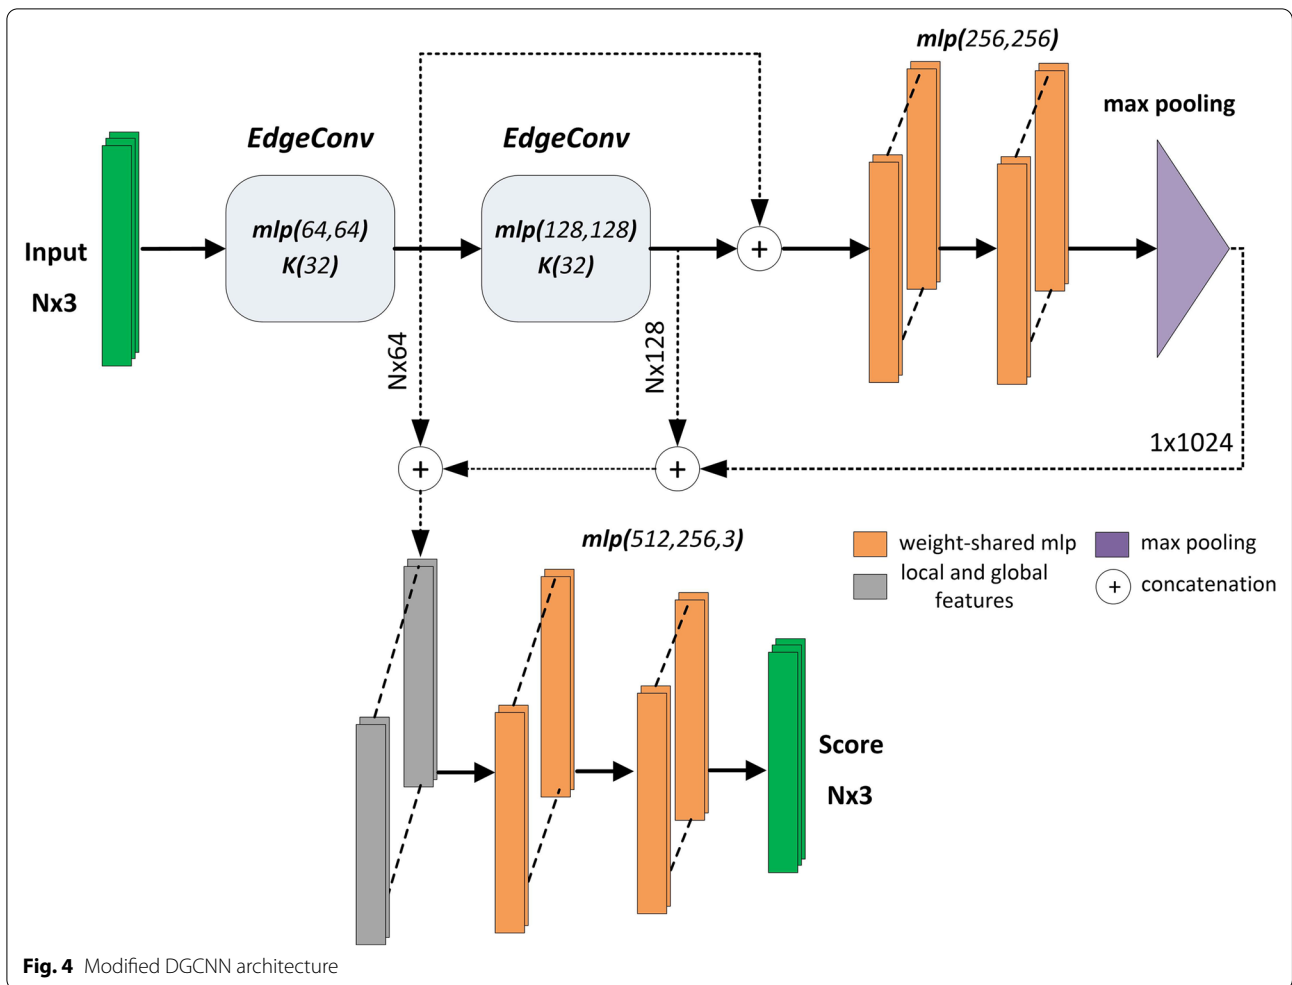 mlp(256,256)
max pooling
EdgeConv
EdgeConv
mlp(64,64)
K(32)
mlp(128,128)
K(32)
Input
Nx3
+
Nx64
Nx128
1x1024
+
+
mlp(512,256,3)
weight-shared mlp
max pooling
local and global
features
+
concatenation
Score
Nx3
Fig. 4 Modified DGCNN architecture